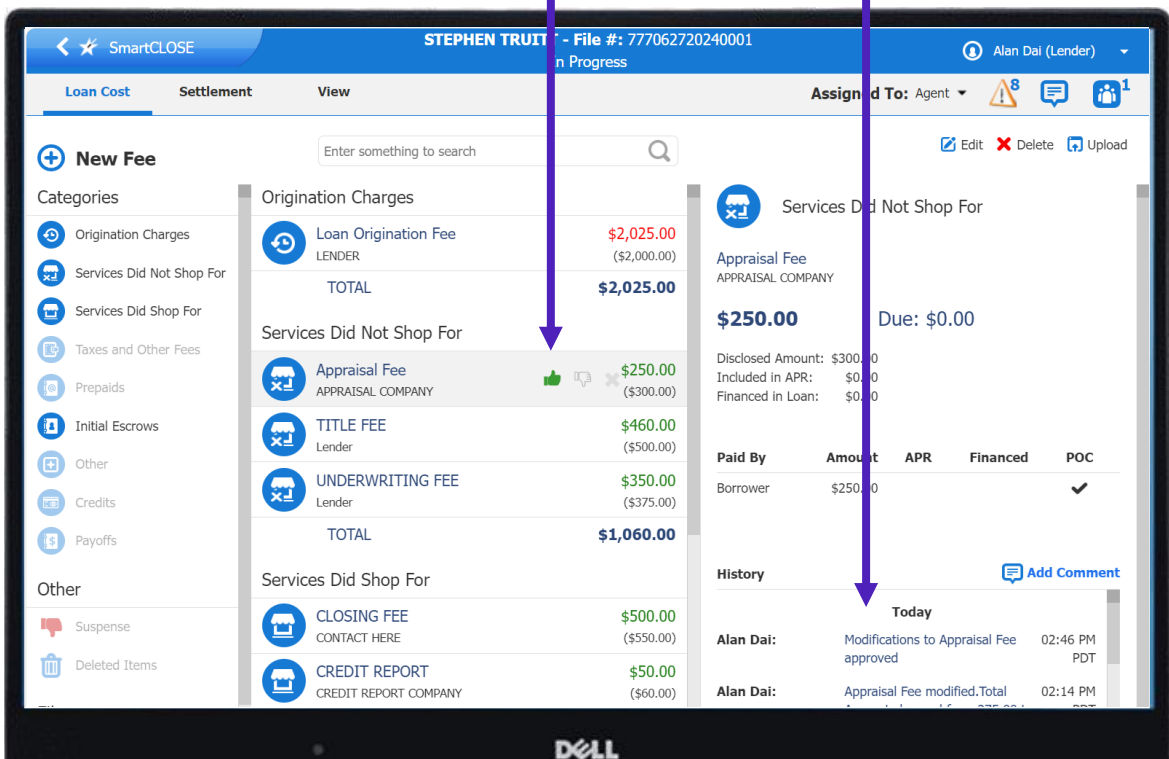 SmartCLOSE
STEPHEN TRUITT - File #: 777062720240001
In Progress
Alan Dai (Lender)
Loan Cost
Settlement
View
Assigned To: Agent
8
1
New Fee
Enter something to search
Edit
Delete
Upload
Categories
Origination Charges
Services Did Not Shop For
Services Did Shop For
Taxes and Other Fees
Prepaids
Initial Escrows
Other
Credits
Payoffs
Other
Suspense
Deleted Items
Origination Charges
Loan Origination Fee $2,025.00
LENDER ($2,000.00)
TOTAL $2,025.00
Services Did Not Shop For
Appraisal Fee $250.00
APPRAISAL COMPANY ($300.00)
TITLE FEE $460.00
Lender ($500.00)
UNDERWRITING FEE $350.00
Lender ($375.00)
TOTAL $1,060.00
Services Did Shop For
CLOSING FEE $500.00
CONTACT HERE ($550.00)
CREDIT REPORT $50.00
CREDIT REPORT COMPANY ($60.00)
Services Did Not Shop For
Appraisal Fee
APPRAISAL COMPANY
$250.00 Due: $0.00
Disclosed Amount: $300.00
Included in APR: $0.00
Financed in Loan: $0.00
Paid By Amount APR Financed POC
Borrower $250.00
History
Add Comment
Today
Alan Dai: Modifications to Appraisal Fee 02:46 PM
approved PDT
Alan Dai: Appraisal Fee modified.Total 02:14 PM
DELL